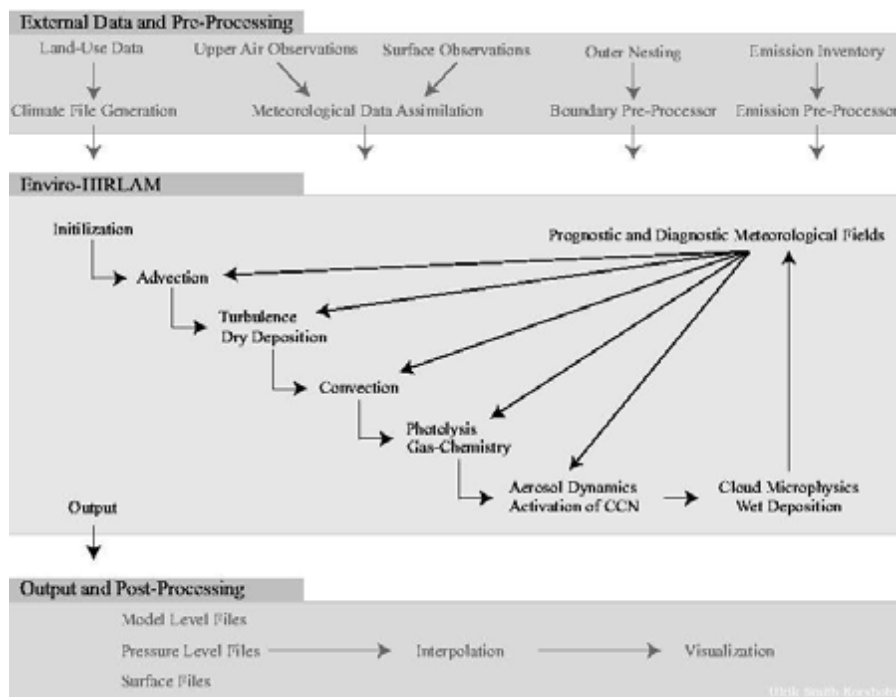 External Data and Pre-Processing
Land-Use Data
Upper Air Observations
Surface Observations
Outer Nesting
Emission Inventory
Climate File Generation
Meteorological Data Assimilation
Boundary Pre-Processor
Emission Pre-Processor
Enviro-HIRLAM
Initilization
Prognostic and Diagnostic Meteorological Fields
Advection
Turbulence
Dry Deposition
Convection
Photolysis
Gas-Chemistry
Aerosol Dynamics
Activation of CCN
Cloud Microphysics
Wet Deposition
Output
Output and Post-Processing
Model Level Files
Pressure Level Files
Interpolation
Visualization
Surface Files
Ulrik Smith Korsholm